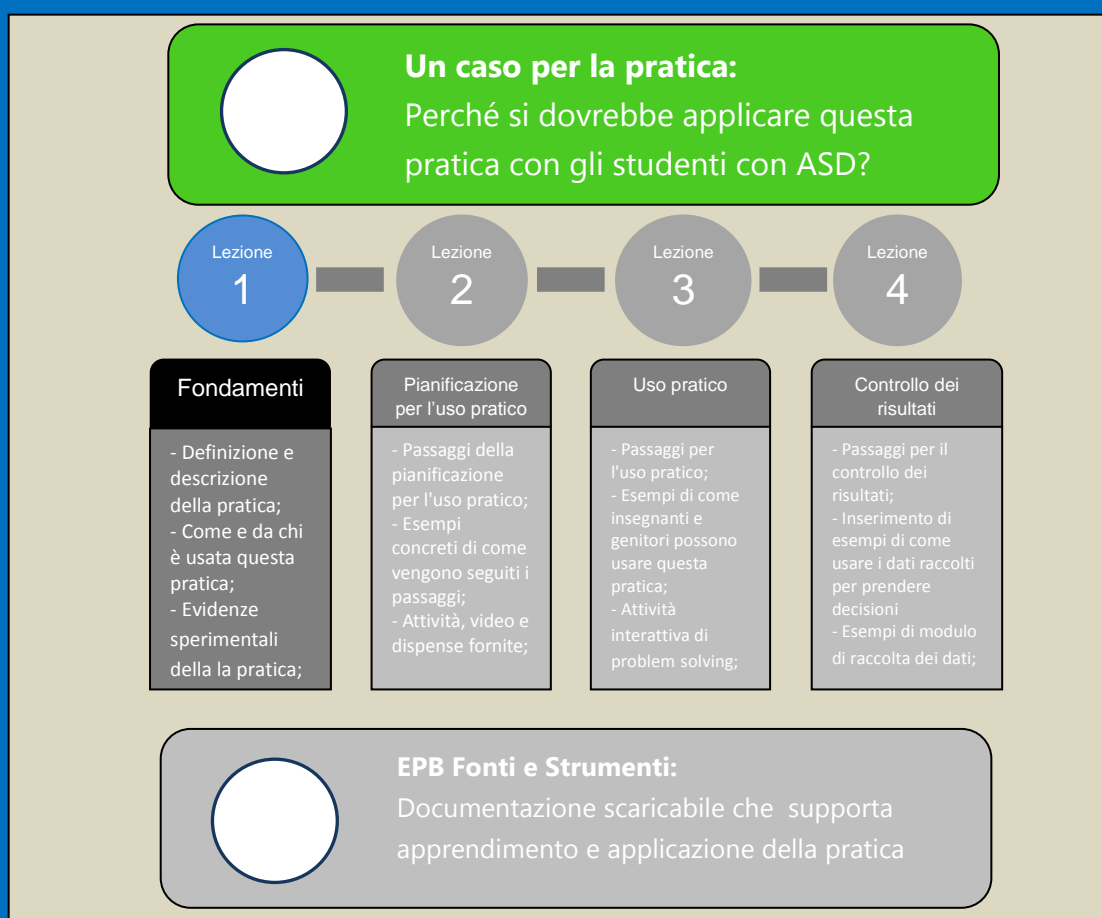 Un caso per la pratica:
Perché si dovrebbe applicare questa
pratica con gli studenti con ASD?
Lezione
1
Lezione
2
Lezione
3
Lezione
4
Fondamenti
- Definizione e
descrizione
della pratica;
- Come e da chi
è usata questa
pratica;
- Evidenze
sperimentali
della la pratica;
Pianificazione
per l'uso pratico
- Passaggi della
pianificazione
per l'uso pratico;
- Esempi
concreti di come
vengono seguiti i
passaggi;
- Attività, video e
dispense fornite;
Uso pratico
- Passaggi per
l'uso pratico;
- Esempi di come
insegnanti e
genitori possono
usare questa
pratica;
- Attività
interattiva di
problem solving;
Controllo dei
risultati
- Passaggi per il
controllo dei
risultati;
- Inserimento di
esempi di come
usare i dati raccolti
per prendere
decisioni
- Esempi di modulo
di raccolta dei dati;
EPB Fonti e Strumenti:
Documentazione scaricabile che  supporta
apprendimento e applicazione della pratica